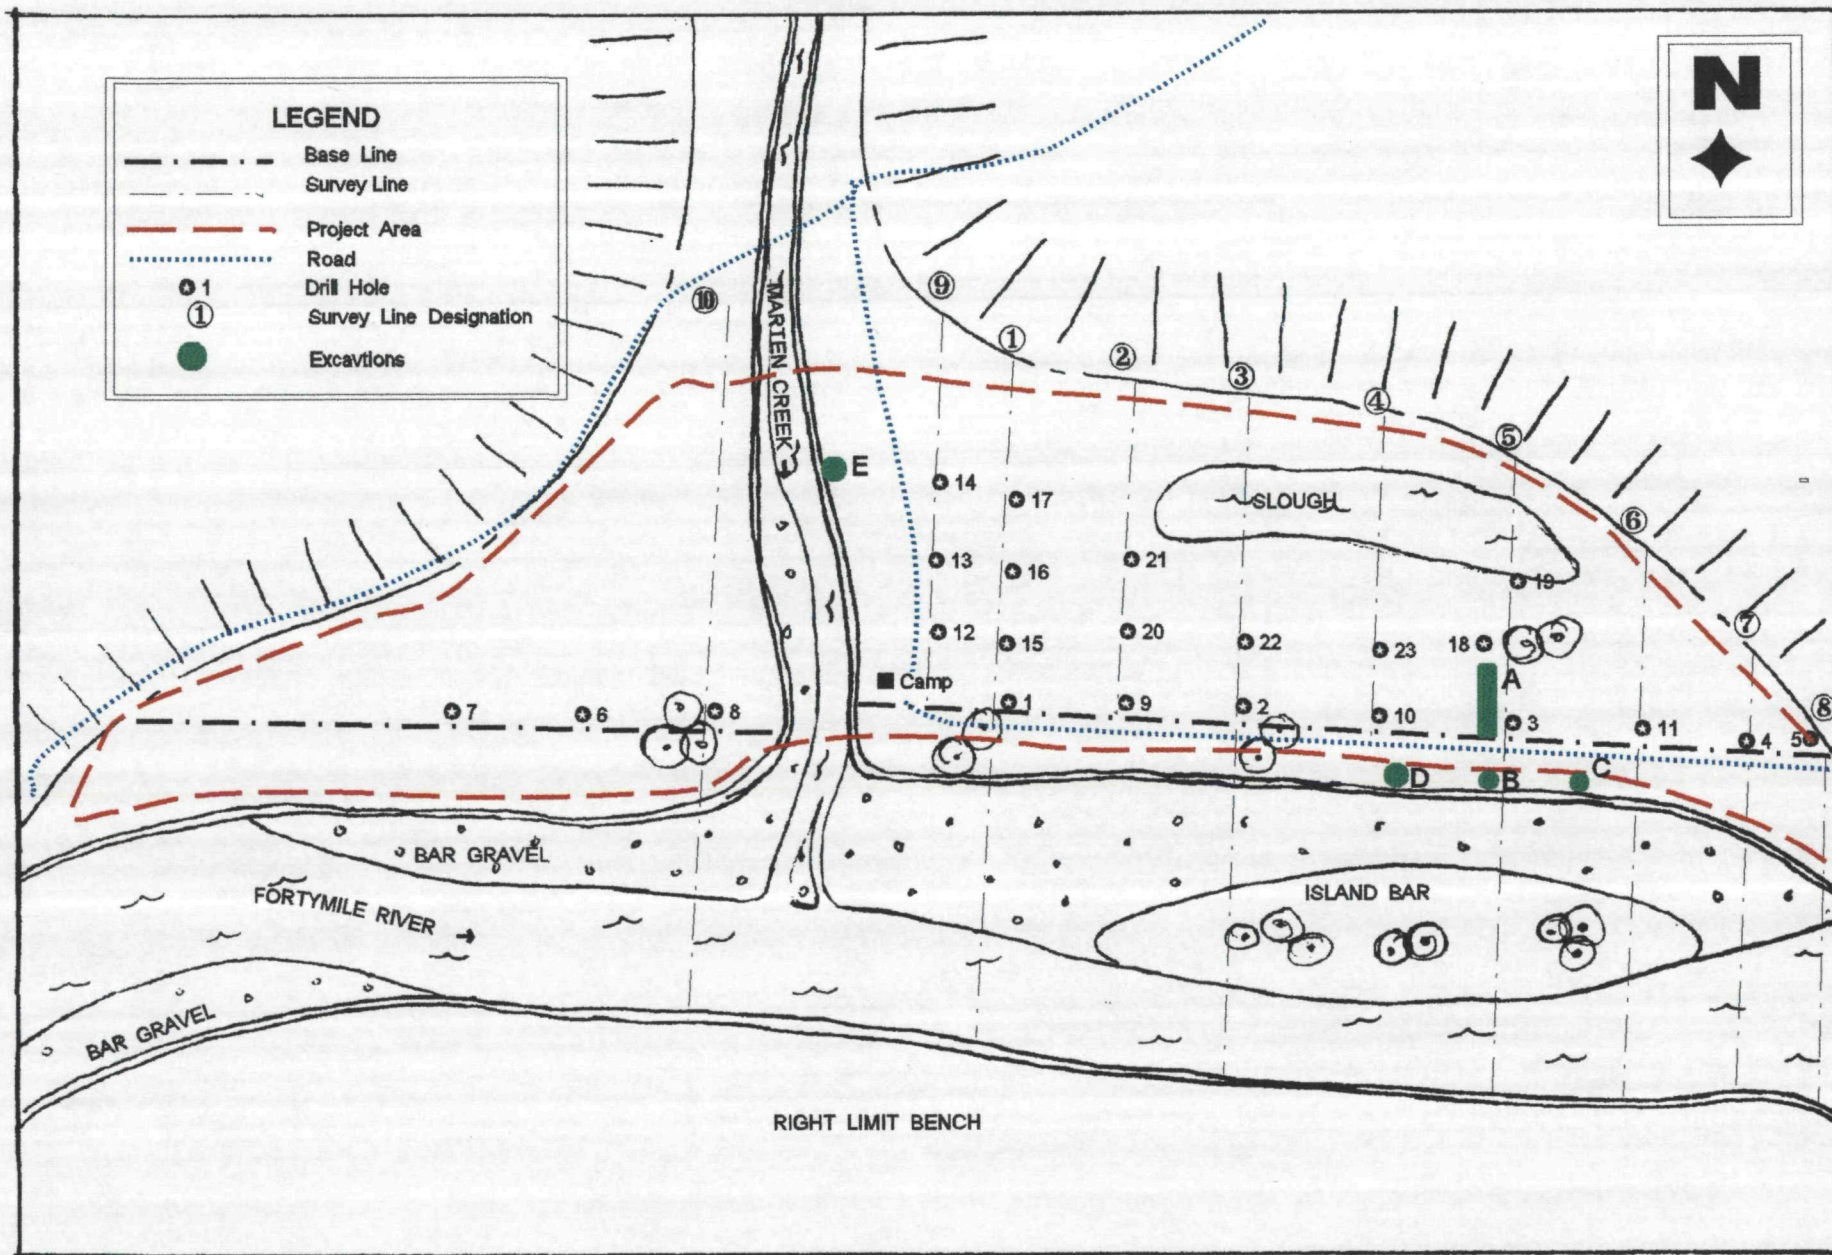 N
LEGEND
Base Line
Survey Line
Project Area
Road
1 Drill Hole
1 Survey Line Designation
Excavtions
10
9
1
2
3
4
5
6
7
8
MARTEN CREEK
E
14
17
SLOUGH
13
16
21
19
12
15
20
22
23
18
A
Camp
7
6
8
1
9
2
10
3
11
4
5
D
B
C
BAR GRAVEL
ISLAND BAR
FORTYMILE RIVER
BAR GRAVEL
RIGHT LIMIT BENCH